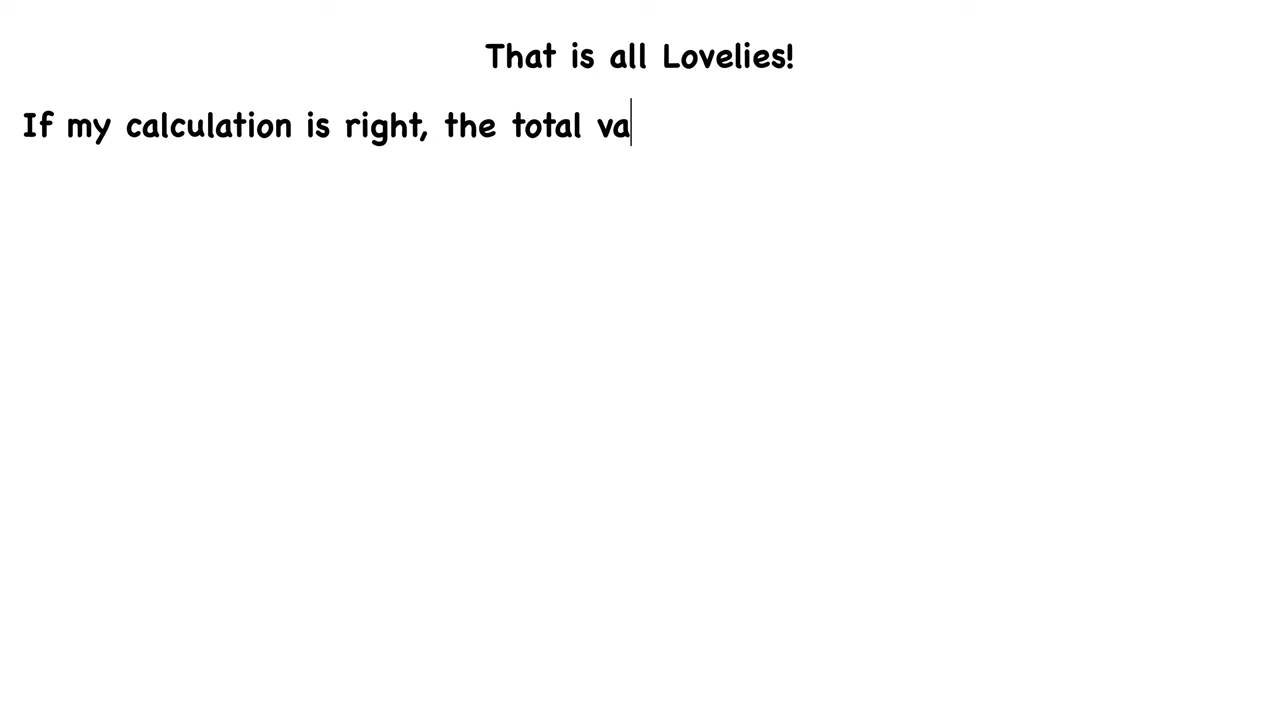 That is all Lovelies!
If my calculation is right, the total va